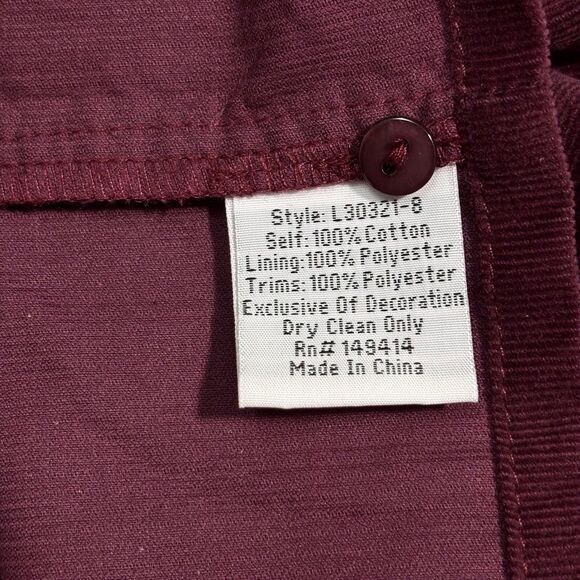 Style: L30321-8
Self: 100% Cotton
Lining:100% Polyester
Trims: 100% Polyester
Exclusive Of Decoration
Dry Clean Only
Rn# 149414
Made In China